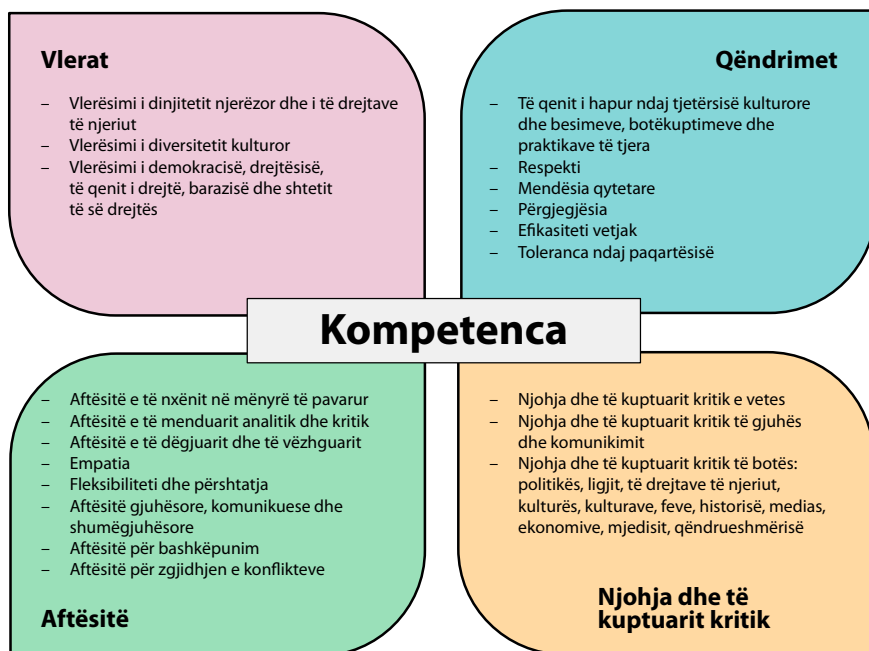 Vlerat
– Vlerësimi i dinjitetit njerëzor dhe i të drejtave
të njeriut
– Vlerësimi i diversitetit kulturor
– Vlerësimi i demokracisë, drejtësisë,
të qenit i drejtë, barazisë dhe shtetit
të së drejtës
Qëndrimet
– Të qenit i hapur ndaj tjetërsisë kulturore
dhe besimeve, botëkuptimeve dhe
praktikave të tjera
– Respekti
– Mendësia qytetare
– Përgjegjësia
– Efikasiteti vetjak
– Toleranca ndaj paqartësisë
Kompetenca
– Aftësitë e të nxënit në mënyrë të pavarur
– Aftësitë e të menduarit analitik dhe kritik
– Aftësitë e të dëgjuarit dhe të vëzhguarit
– Empatia
– Fleksibiliteti dhe përshtatja
– Aftësitë gjuhësore, komunikuese dhe
shumëgjuhësore
– Aftësitë për bashkëpunim
– Aftësitë për zgjidhjen e konflikteve
Aftësitë
– Njohja dhe të kuptuarit kritik e vetes
– Njohja dhe të kuptuarit kritik të gjuhës
dhe komunikimit
– Njohja dhe të kuptuarit kritik të botës:
politikës, ligjit, të drejtave të njeriut,
kulturës, kulturave, feve, historisë, medias,
ekonomive, mjedisit, qëndrueshmërisë
Njohja dhe të
kuptuarit kritik